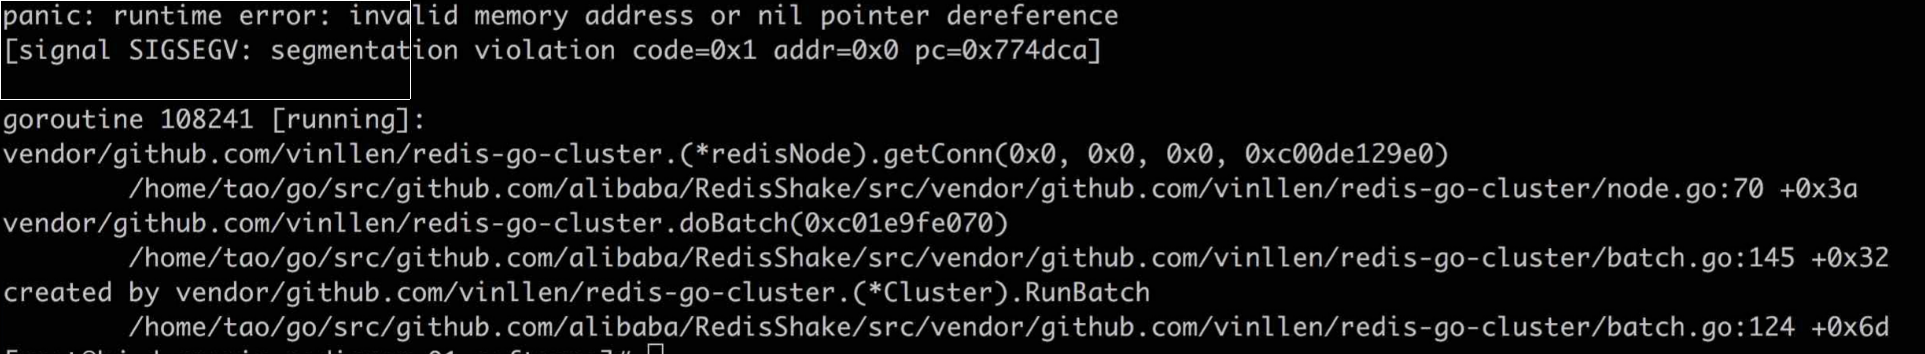 panic: runtime error: invalid memory address or nil pointer dereference
[signal SIGSEGV: segmentation violation code=0x1 addr=0x0 pc=0x774dca]
goroutine 108241 [running]:
vendor/github.com/vinllen/redis-go-cluster.(*redisNode).getConn(0x0, 0x0, 0x0, 0xc00de129e0)
/home/tao/go/src/github.com/alibaba/RedisShake/src/vendor/github.com/vinllen/redis-go-cluster/node.go:70 +0x3a
vendor/github.com/vinllen/redis-go-cluster.doBatch(0xc01e9fe070)
/home/tao/go/src/github.com/alibaba/RedisShake/src/vendor/github.com/vinllen/redis-go-cluster/batch.go:145 +0x32
created by vendor/github.com/vinllen/redis-go-cluster.(*Cluster).RunBatch
/home/tao/go/src/github.com/alibaba/RedisShake/src/vendor/github.com/vinllen/redis-go-cluster/batch.go:124 +0x6d